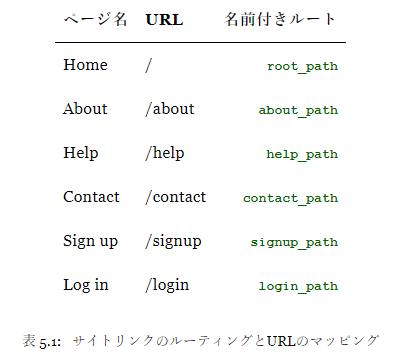 ページ名 URL 名前付きルート
Home / root_path
About /about about_path
Help /help help_path
Contact /contact contact_path
Sign up /signup signup_path
Log in /login login_path
表 5.1: サイトリンクのルーティングとURLのマッピング